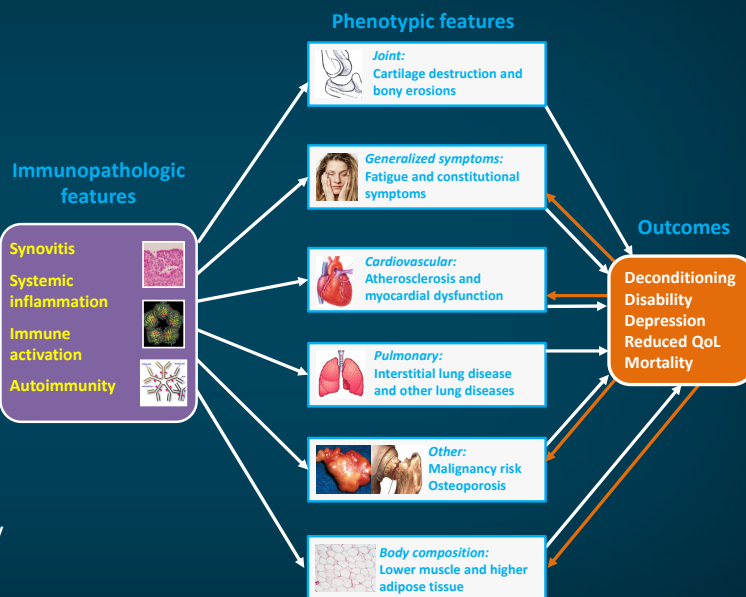 Phenotypic features
Immunopathologic
features
Synovitis
Systemic
inflammation
Immune
activation
Autoimmunity
Joint:
Cartilage destruction and
bony erosions
Generalized symptoms:
Fatigue and constitutional
symptoms
Cardiovascular:
Atherosclerosis and
myocardial dysfunction
Pulmonary:
Interstitial lung disease
and other lung diseases
Other:
Malignancy risk
Osteoporosis
Body composition:
Lower muscle and higher
adipose tissue
Outcomes
Deconditioning
Disability
Depression
Reduced QoL
Mortality